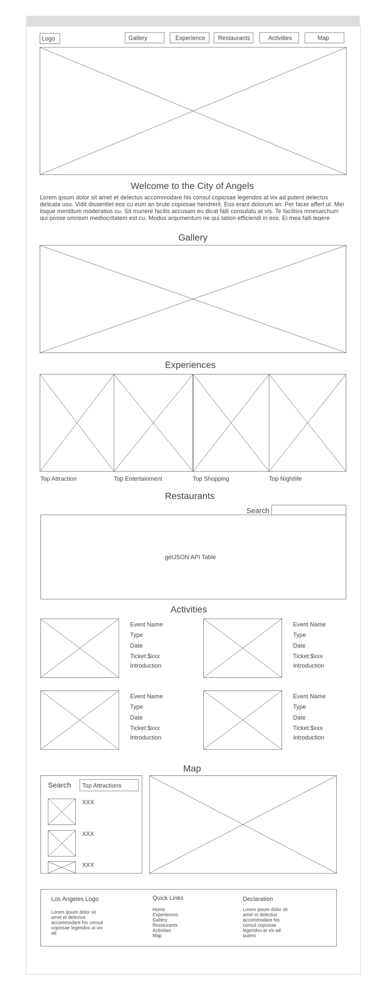 Logo
Gallery
Experience
Restaurants
Activities
Map
Welcome to the City of Angels
Lorem ipsum dolor sit amet et delectus accommodare his consul copiosae legendos at vix ad putent delectus
delicata usu. Vidit dissentiet eos cu eum an brute copiosae hendrerit. Eos erant dolorum an. Per facer affert ut. Mei
iisque mentitum moderatius cu. Sit munere facilis accusam eu dicat falli consulatu at vis. Te facilisis mnesarchum
qui posse omnium mediocritatem est cu. Modus argumentum ne qui tation efficiendi in eos. Ei mea falli legere
Gallery
Experiences
Top Attraction
Top Entertainment
Top Shopping
Top Nightlife
Restaurants
Search
getJSON API Table
Activities
Event Name
Type
Date
Ticket:$xxx
Introduction
Event Name
Type
Date
Ticket:$xxx
Introduction
Event Name
Type
Date
Ticket:$xxx
Introduction
Event Name
Type
Date
Ticket:$xxx
Introduction
Map
Search
Top Attractions
XXX
XXX
XXX
Los Angeles Logo
Lorem ipsum dolor sit
amet et delectus
accommodare his consul
copiosae legendos at vix
ad
Quick Links
Home
Experiences
Gallery
Restaurants
Activities
Map
Declaration
Lorem ipsum dolor sit
amet et delectus
accommodare his
consul copiosae
legendos at vix ad
putent